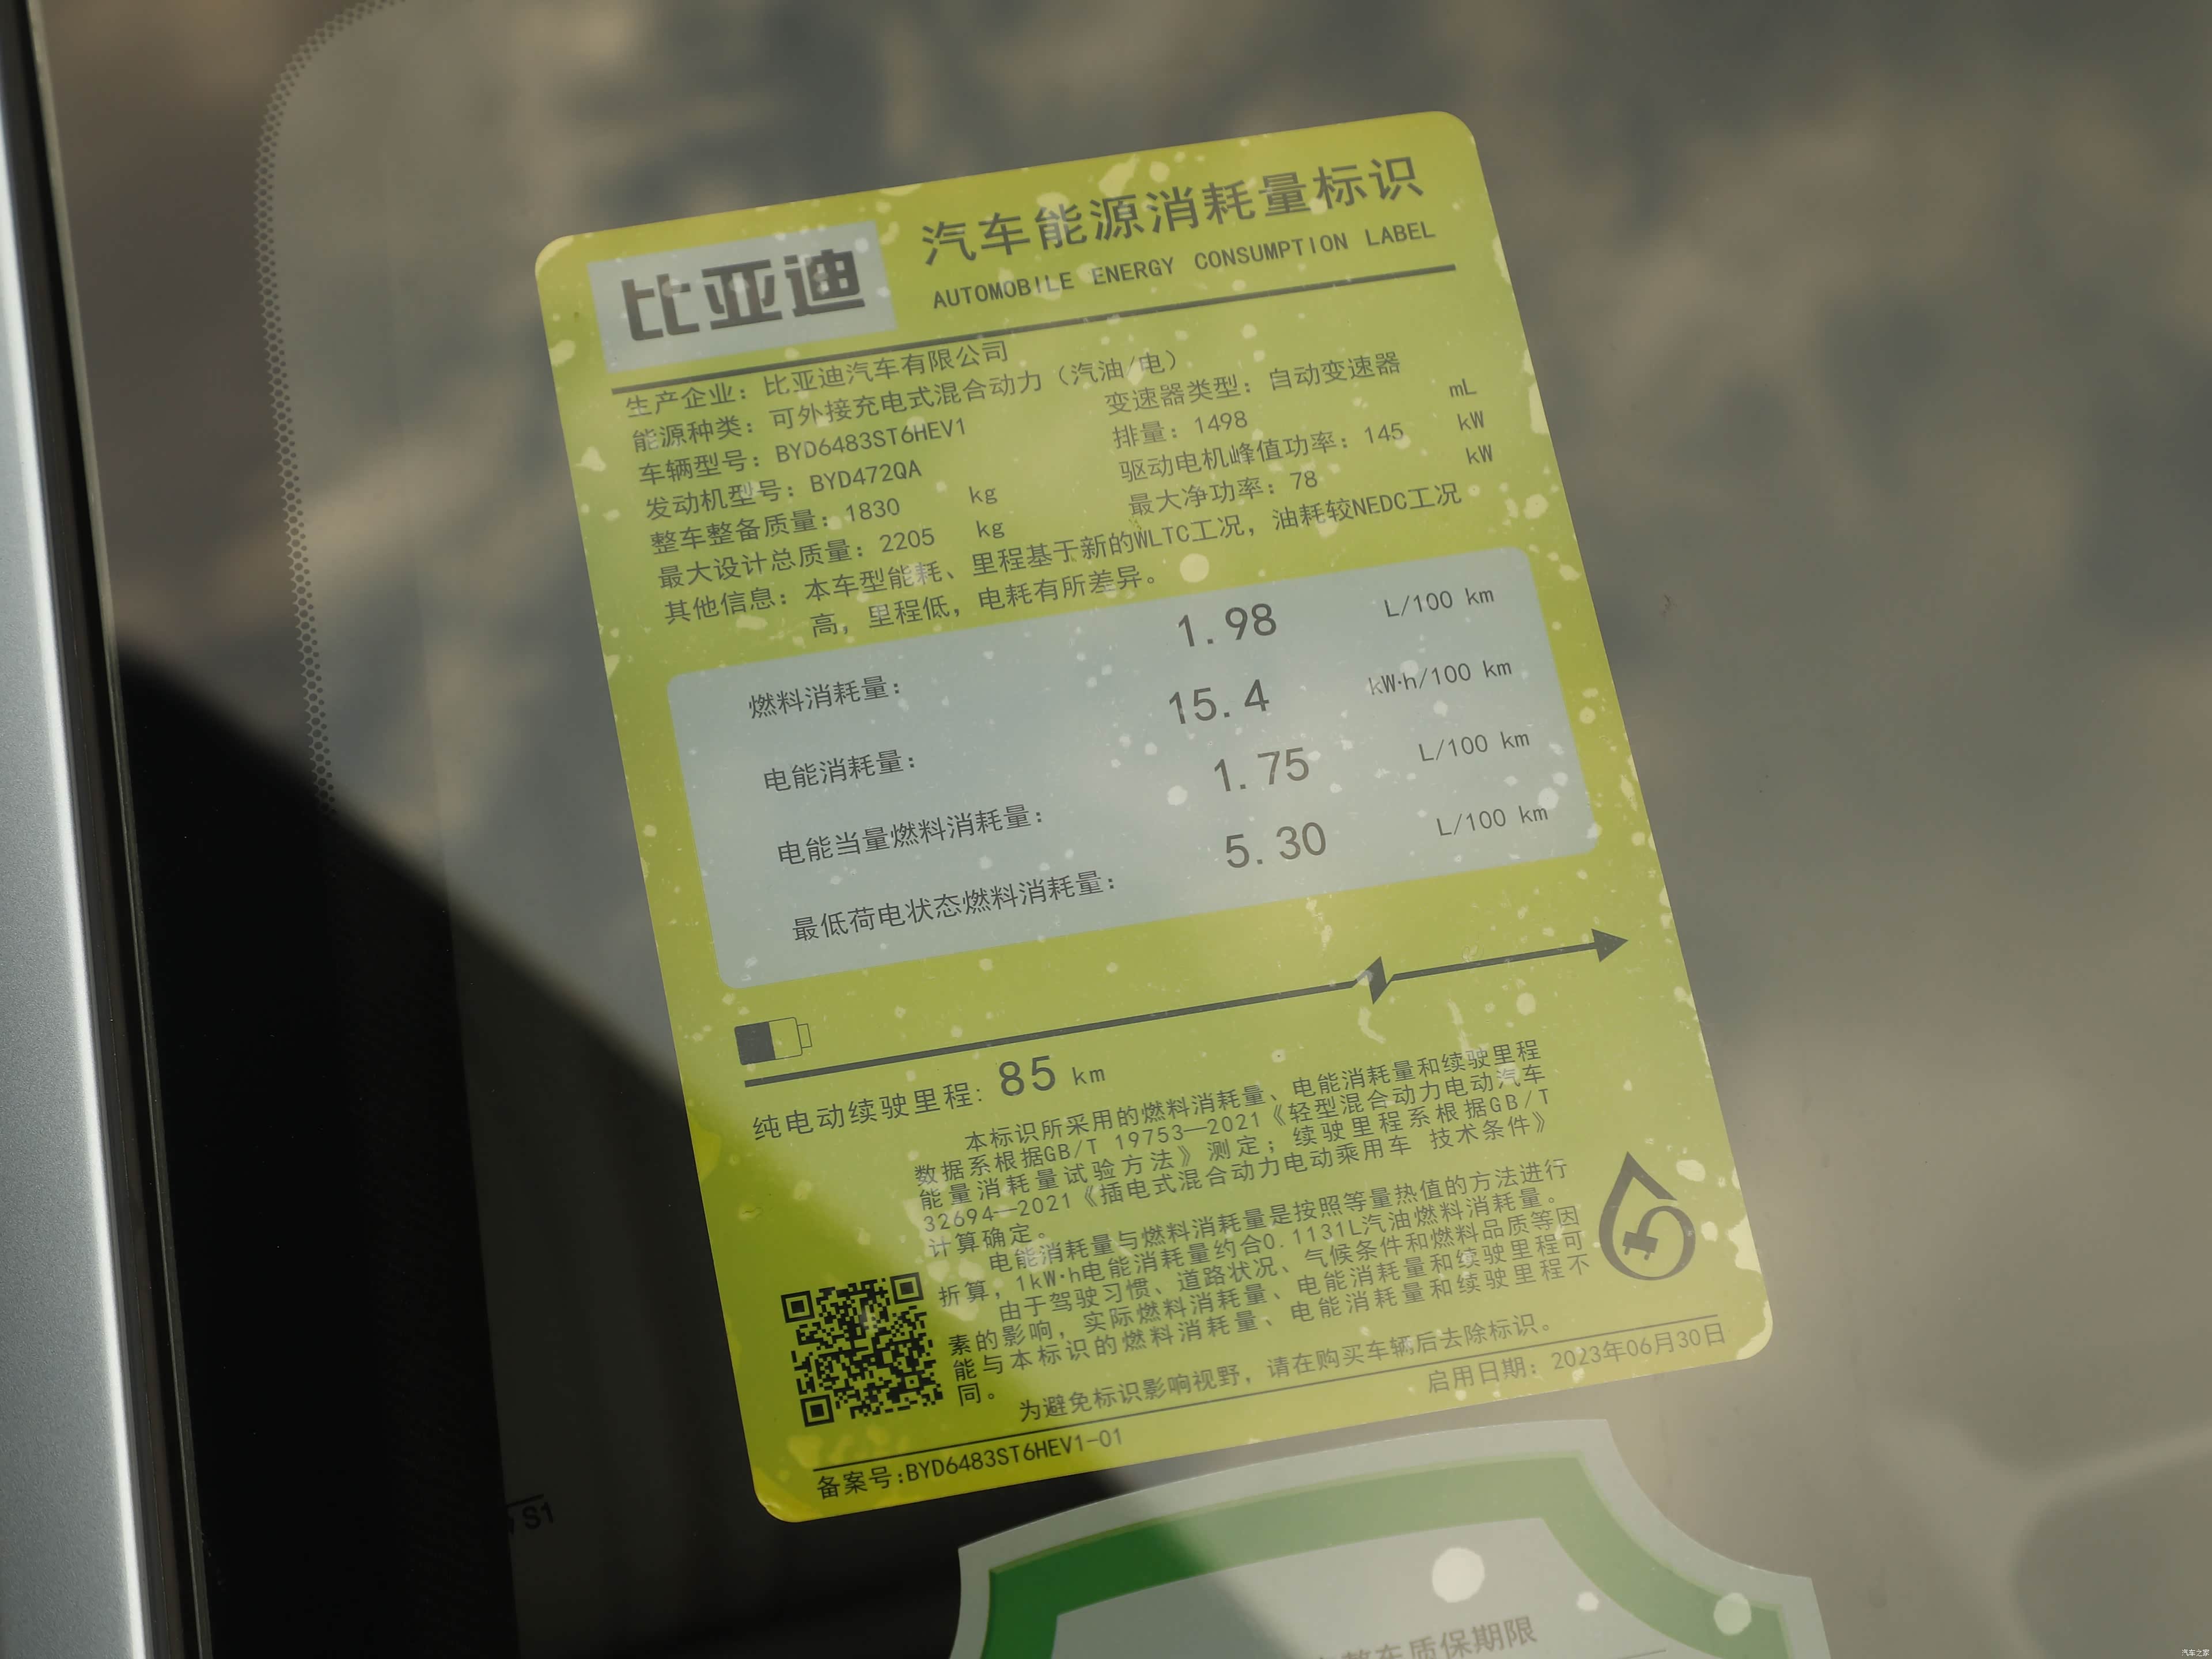 比亚迪
汽车能源消耗量标识
AUTOMOBILE ENERGY CONSUMPTION LABEL
生产企业：比亚迪汽车有限公司
能源种类：可外接充电式混合动力（汽油/电）
车辆型号：BYD6483ST6HEV1
变速器类型：自动变速器
发动机型号：BYD472QA
排量：1498 mL
整车整备质量：1830 kg
驱动电机峰值功率：145 kW
最大设计总质量：2205 kg
最大净功率：78 kW
其他信息：本车型能耗、里程基于新的WLTC工况，油耗较NEDC工况
高，里程低，电耗有所差异。
燃料消耗量： 1.98 L/100 km
电能消耗量： 15.4 kW·h/100 km
电能当量燃料消耗量： 1.75 L/100 km
最低荷电状态燃料消耗量： 5.30 L/100 km
纯电动续驶里程：85 km
本标识所采用的燃料消耗量、电能消耗量和续驶里程
数据系根据GB/T 19753—2021《轻型混合动力电动汽车
能量消耗量试验方法》测定；续驶里程系根据GB/T
32694—2021《插电式混合动力电动乘用车 技术条件》
计算确定。
电能消耗量与燃料消耗量是按照等量热值的方法进行
折算，1kW·h电能消耗量约合0.1131L汽油燃料消耗量。
由于驾驶习惯、道路状况、气候条件和燃料品质等因
素的影响，实际燃料消耗量、电能消耗量和续驶里程可
能与本标识的燃料消耗量、电能消耗量和续驶里程不
同。
为避免标识影响视野，请在购买车辆后去除标识。
备案号:BYD6483ST6HEV1-01
启用日期：2023年06月30日
S1
整车质保期限
汽车之家